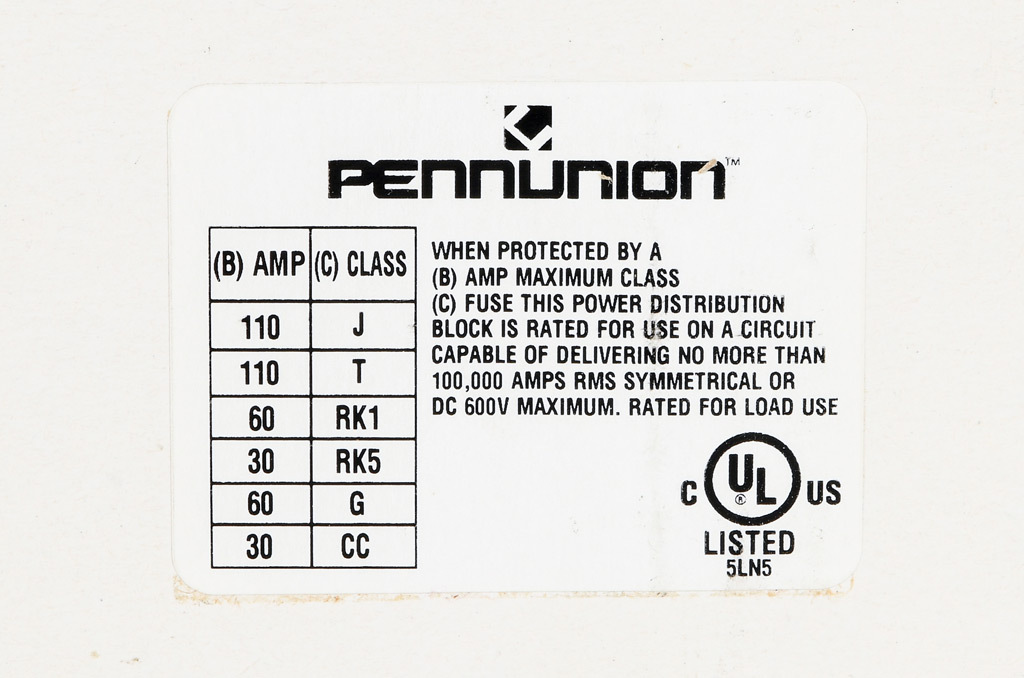 PENNUNION™
(B) AMP (C) CLASS
110 J
110 T
60 RK1
30 RK5
60 G
30 CC
WHEN PROTECTED BY A
(B) AMP MAXIMUM CLASS
(C) FUSE THIS POWER DISTRIBUTION
BLOCK IS RATED FOR USE ON A CIRCUIT
CAPABLE OF DELIVERING NO MORE THAN
100,000 AMPS RMS SYMMETRICAL OR
DC 600V MAXIMUM. RATED FOR LOAD USE
C UL® US
LISTED
5LN5